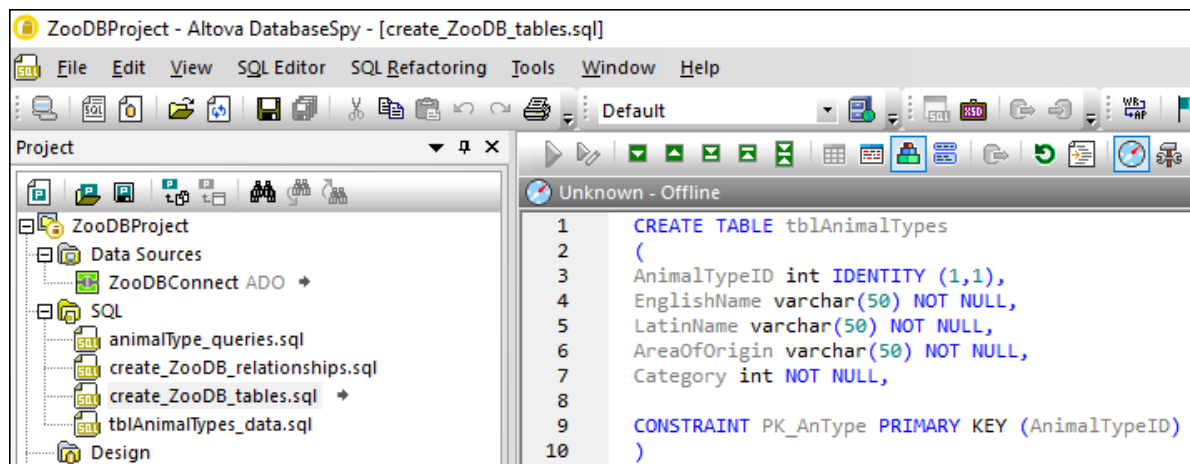 ZooDBProject - Altova DatabaseSpy - [create_ZooDB_tables.sql]
File Edit View SQL Editor SQL Refactoring Tools Window Help
Default
Project
Unknown - Offline
ZooDBProject
Data Sources
ZooDBConnect ADO
SQL
animalType_queries.sql
create_ZooDB_relationships.sql
create_ZooDB_tables.sql
tblAnimalTypes_data.sql
Design
1 CREATE TABLE tblAnimalTypes
2 (
3 AnimalTypeID int IDENTITY (1,1),
4 EnglishName varchar(50) NOT NULL,
5 LatinName varchar(50) NOT NULL,
6 AreaOfOrigin varchar(50) NOT NULL,
7 Category int NOT NULL,
8
9 CONSTRAINT PK_AnType PRIMARY KEY (AnimalTypeID)
10 )